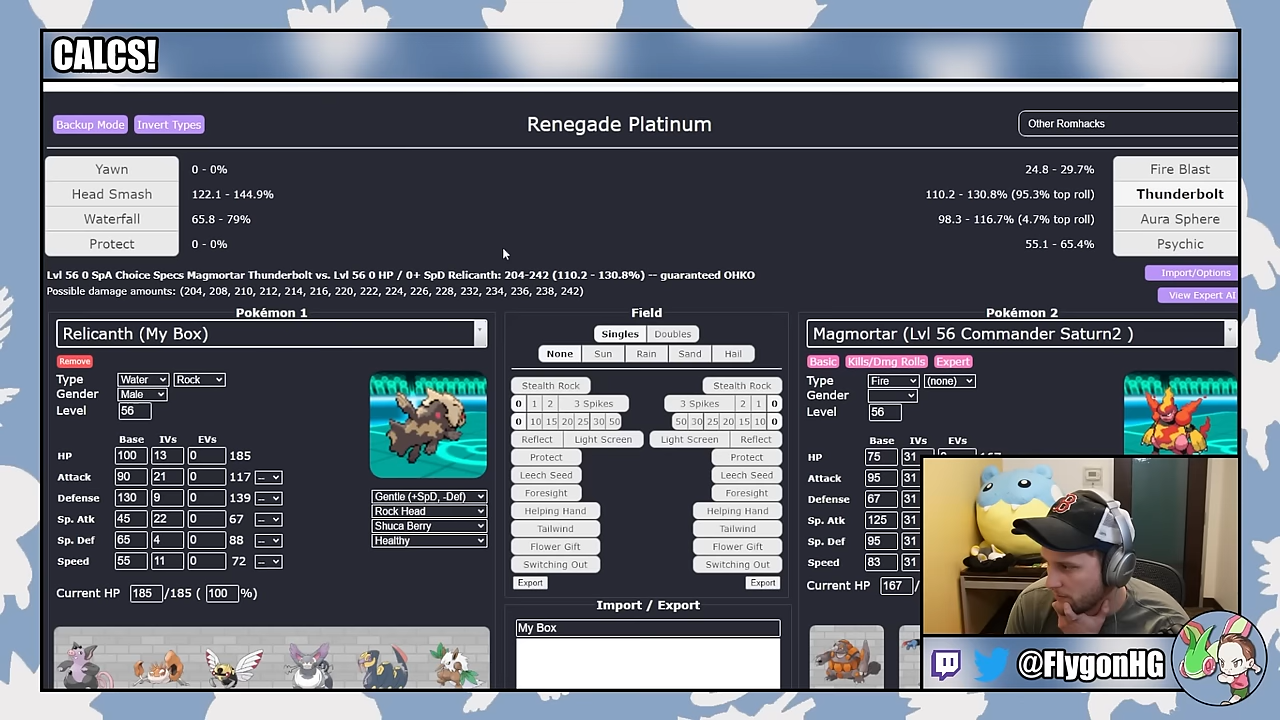 CALCS!
Backup Mode
Invert Types
Renegade Platinum
Other Romhacks
Yawn 0 - 0%
Head Smash 122.1 - 144.9%
Waterfall 65.8 - 79%
Protect 0 - 0%
24.8 - 29.7% Fire Blast
110.2 - 130.8% (95.3% top roll) Thunderbolt
98.3 - 116.7% (4.7% top roll) Aura Sphere
55.1 - 65.4% Psychic
Lvl 56 0 SpA Choice Specs Magmortar Thunderbolt vs. Lvl 56 0 HP / 0+ SpD Relicanth: 204-242 (110.2 - 130.8%) -- guaranteed OHKO
Possible damage amounts: (204, 208, 210, 212, 214, 216, 220, 222, 224, 226, 228, 232, 234, 236, 238, 242)
Import/Options
View Expert AI
Pokémon 1
Relicanth (My Box)
Remove
Type Water Rock
Gender Male
Level 56
Base IVs EVs
HP 100 13 0 185
Attack 90 21 0 117 --
Defense 130 9 0 139 --
Sp. Atk 45 22 0 67 --
Sp. Def 65 4 0 88 --
Speed 55 11 0 72 --
Gentle (+SpD, -Def)
Rock Head
Shuca Berry
Healthy
Current HP 185 /185 ( 100 %)
Field
Singles Doubles
None Sun Rain Sand Hail
Stealth Rock Stealth Rock
0 1 2 3 Spikes 3 Spikes 2 1 0
0 10 15 20 25 30 50 50 30 25 20 15 10 0
Reflect Light Screen Light Screen Reflect
Protect Protect
Leech Seed Leech Seed
Foresight Foresight
Helping Hand Helping Hand
Tailwind Tailwind
Flower Gift Flower Gift
Switching Out Switching Out
Export Export
Import / Export
My Box
Pokémon 2
Magmortar (Lvl 56 Commander Saturn2 )
Basic Kills/Dmg Rolls Expert
Type Fire (none)
Gender
Level 56
Base IVs EVs
HP 75 31
Attack 95 31
Defense 67 31
Sp. Atk 125 31
Sp. Def 95 31
Speed 83 31
Current HP 167 /
@FlygonHG